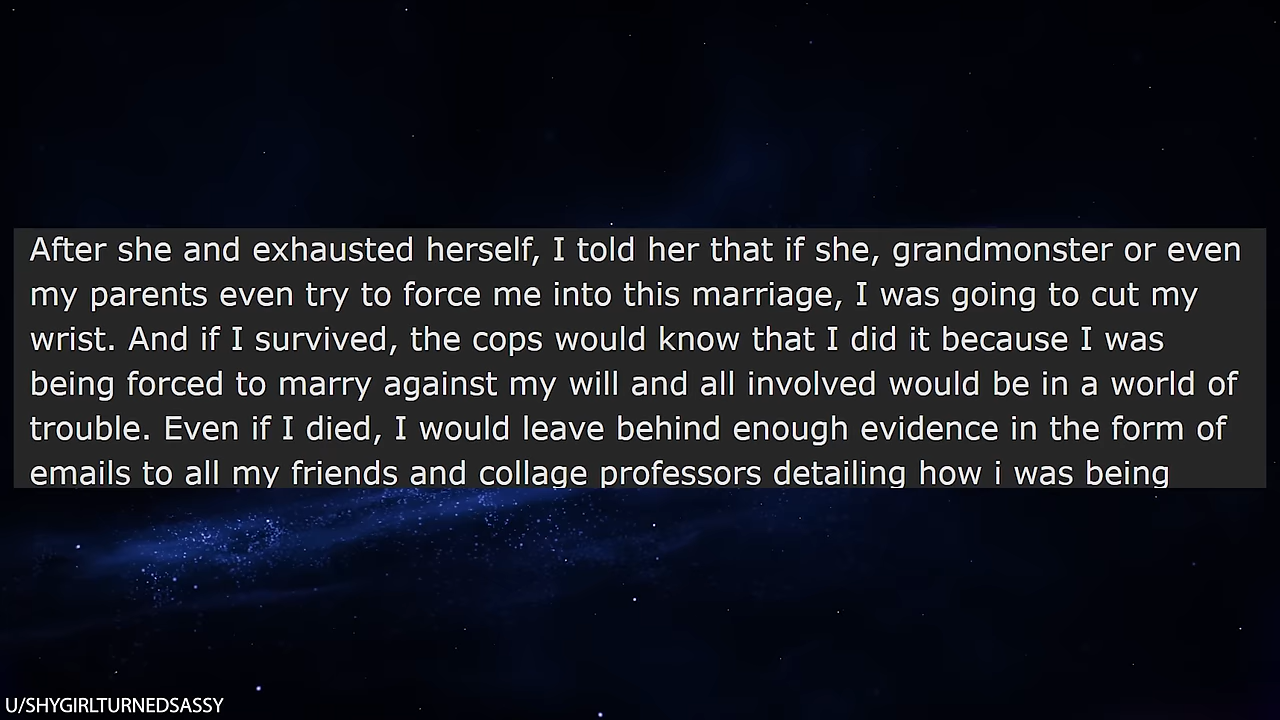 After she and exhausted herself, I told her that if she, grandmonster or even
my parents even try to force me into this marriage, I was going to cut my
wrist. And if I survived, the cops would know that I did it because I was
being forced to marry against my will and all involved would be in a world of
trouble. Even if I died, I would leave behind enough evidence in the form of
emails to all my friends and collage professors detailing how i was being
U/SHYGIRLTURNEDSASSY